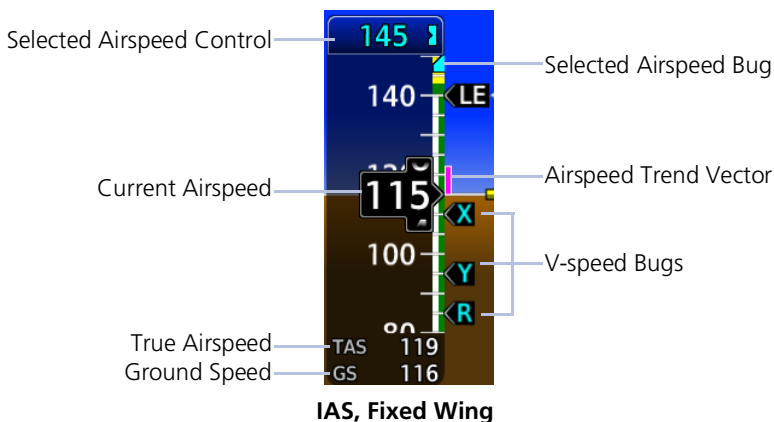 Selected Airspeed Control
145
Selected Airspeed Bug
140
LE
Airspeed Trend Vector
Current Airspeed
115
X
100
Y
V-speed Bugs
R
80
True Airspeed
TAS 119
Ground Speed
GS 116
IAS, Fixed Wing